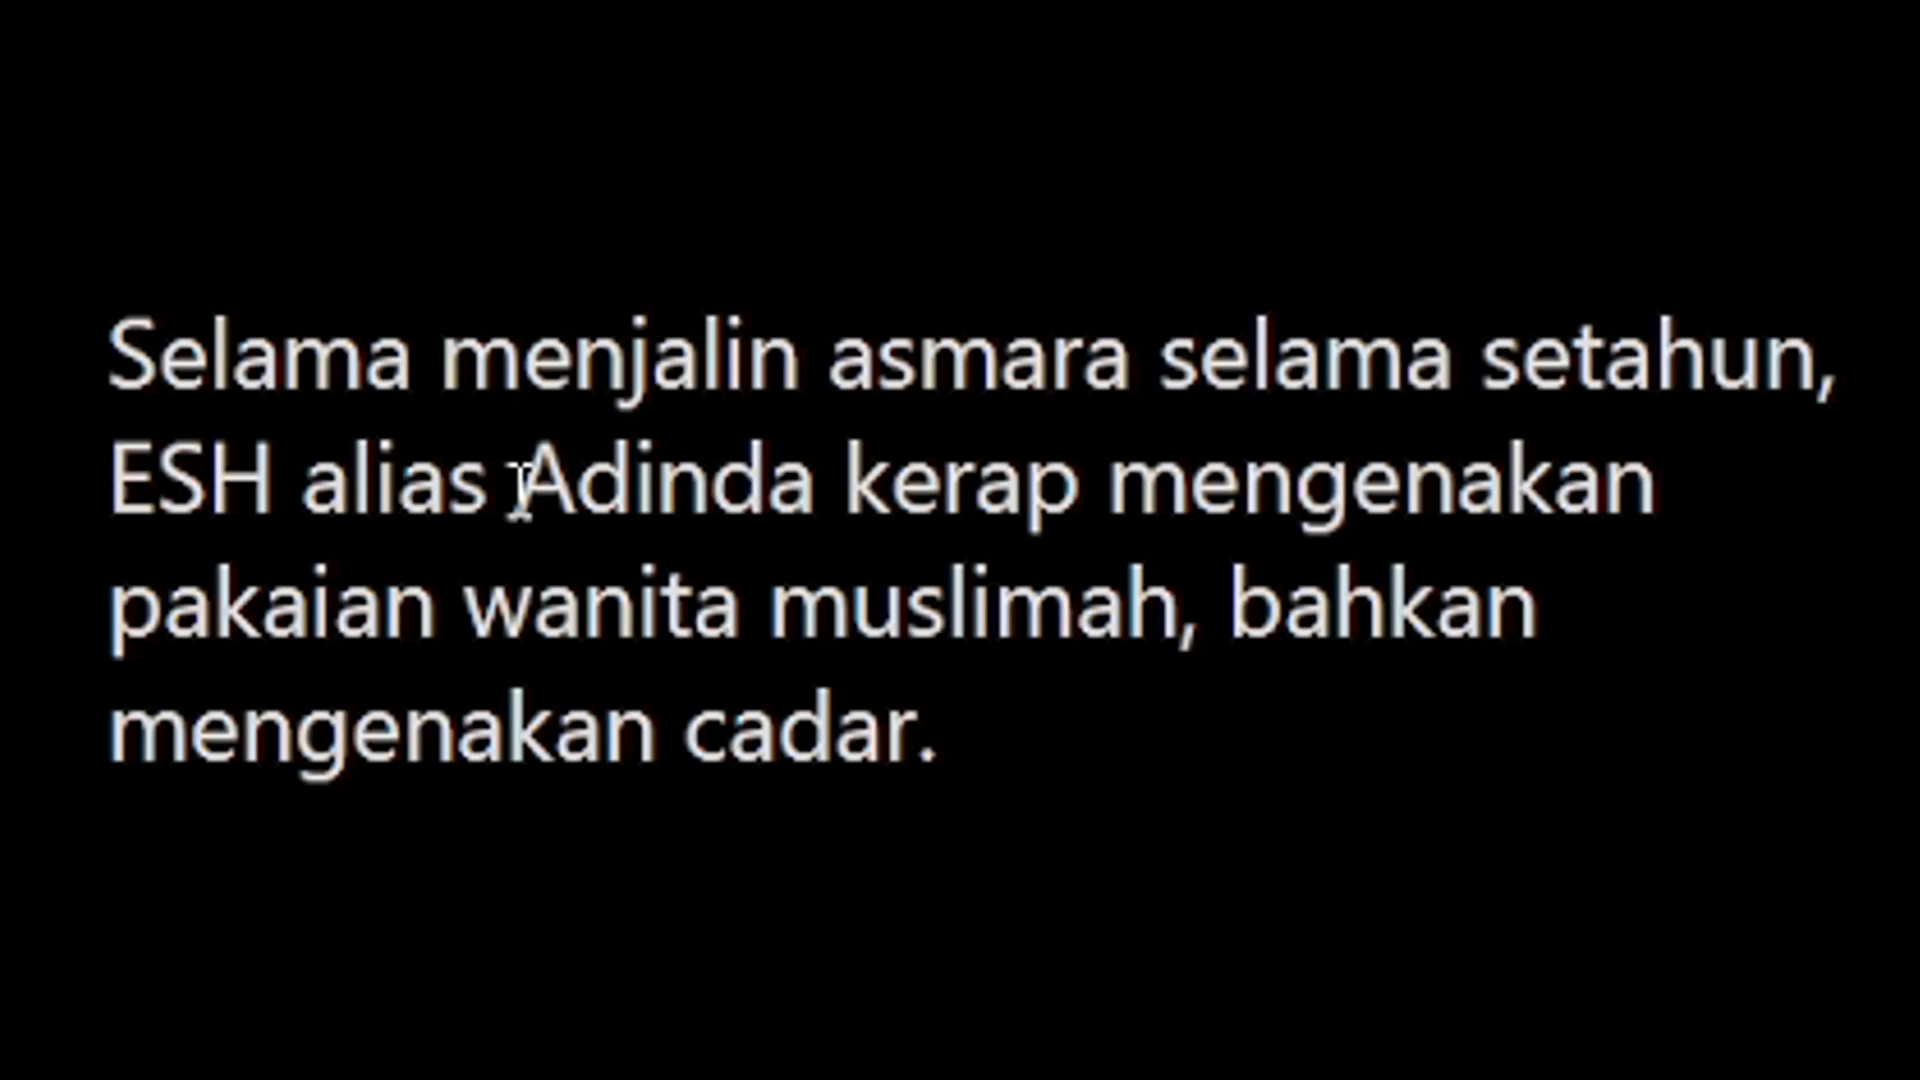 Selama menjalin asmara selama setahun,
ESH alias Adinda kerap mengenakan
pakaian wanita muslimah, bahkan
mengenakan cadar.